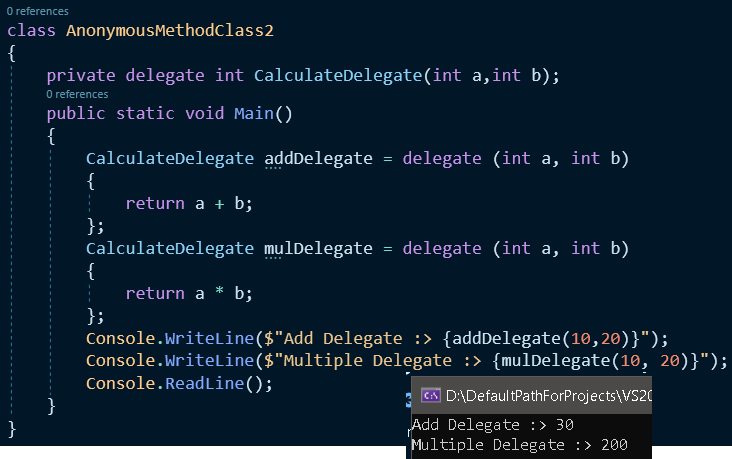 0 references
class AnonymousMethodClass2
{
private delegate int CalculateDelegate(int a,int b);
0 references
public static void Main()
{
CalculateDelegate addDelegate = delegate (int a, int b)
{
return a + b;
};
CalculateDelegate mulDelegate = delegate (int a, int b)
{
return a * b;
};
Console.WriteLine($"Add Delegate :> {addDelegate(10,20)}");
Console.WriteLine($"Multiple Delegate :> {mulDelegate(10, 20)}");
Console.ReadLine();
}
}
D:\DefaultPathForProjects\VS20
Add Delegate :> 30
Multiple Delegate :> 200